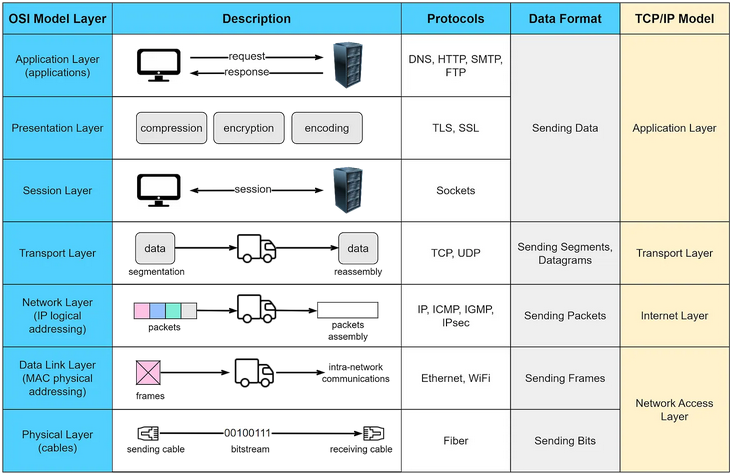 OSI Model Layer
Description
Protocols
Data Format
TCP/IP Model
Application Layer
(applications)
request
response
DNS, HTTP, SMTP,
FTP
Sending Data
Application Layer
Presentation Layer
compression
encryption
encoding
TLS, SSL
Session Layer
session
Sockets
Transport Layer
data
segmentation
data
reassembly
TCP, UDP
Sending Segments,
Datagrams
Transport Layer
Network Layer
(IP logical
addressing)
packets
packets
assembly
IP, ICMP, IGMP,
IPsec
Sending Packets
Internet Layer
Data Link Layer
(MAC physical
addressing)
frames
intra-network
communications
Ethernet, WiFi
Sending Frames
Network Access
Layer
Physical Layer
(cables)
sending cable
00100111
bitstream
receiving cable
Fiber
Sending Bits